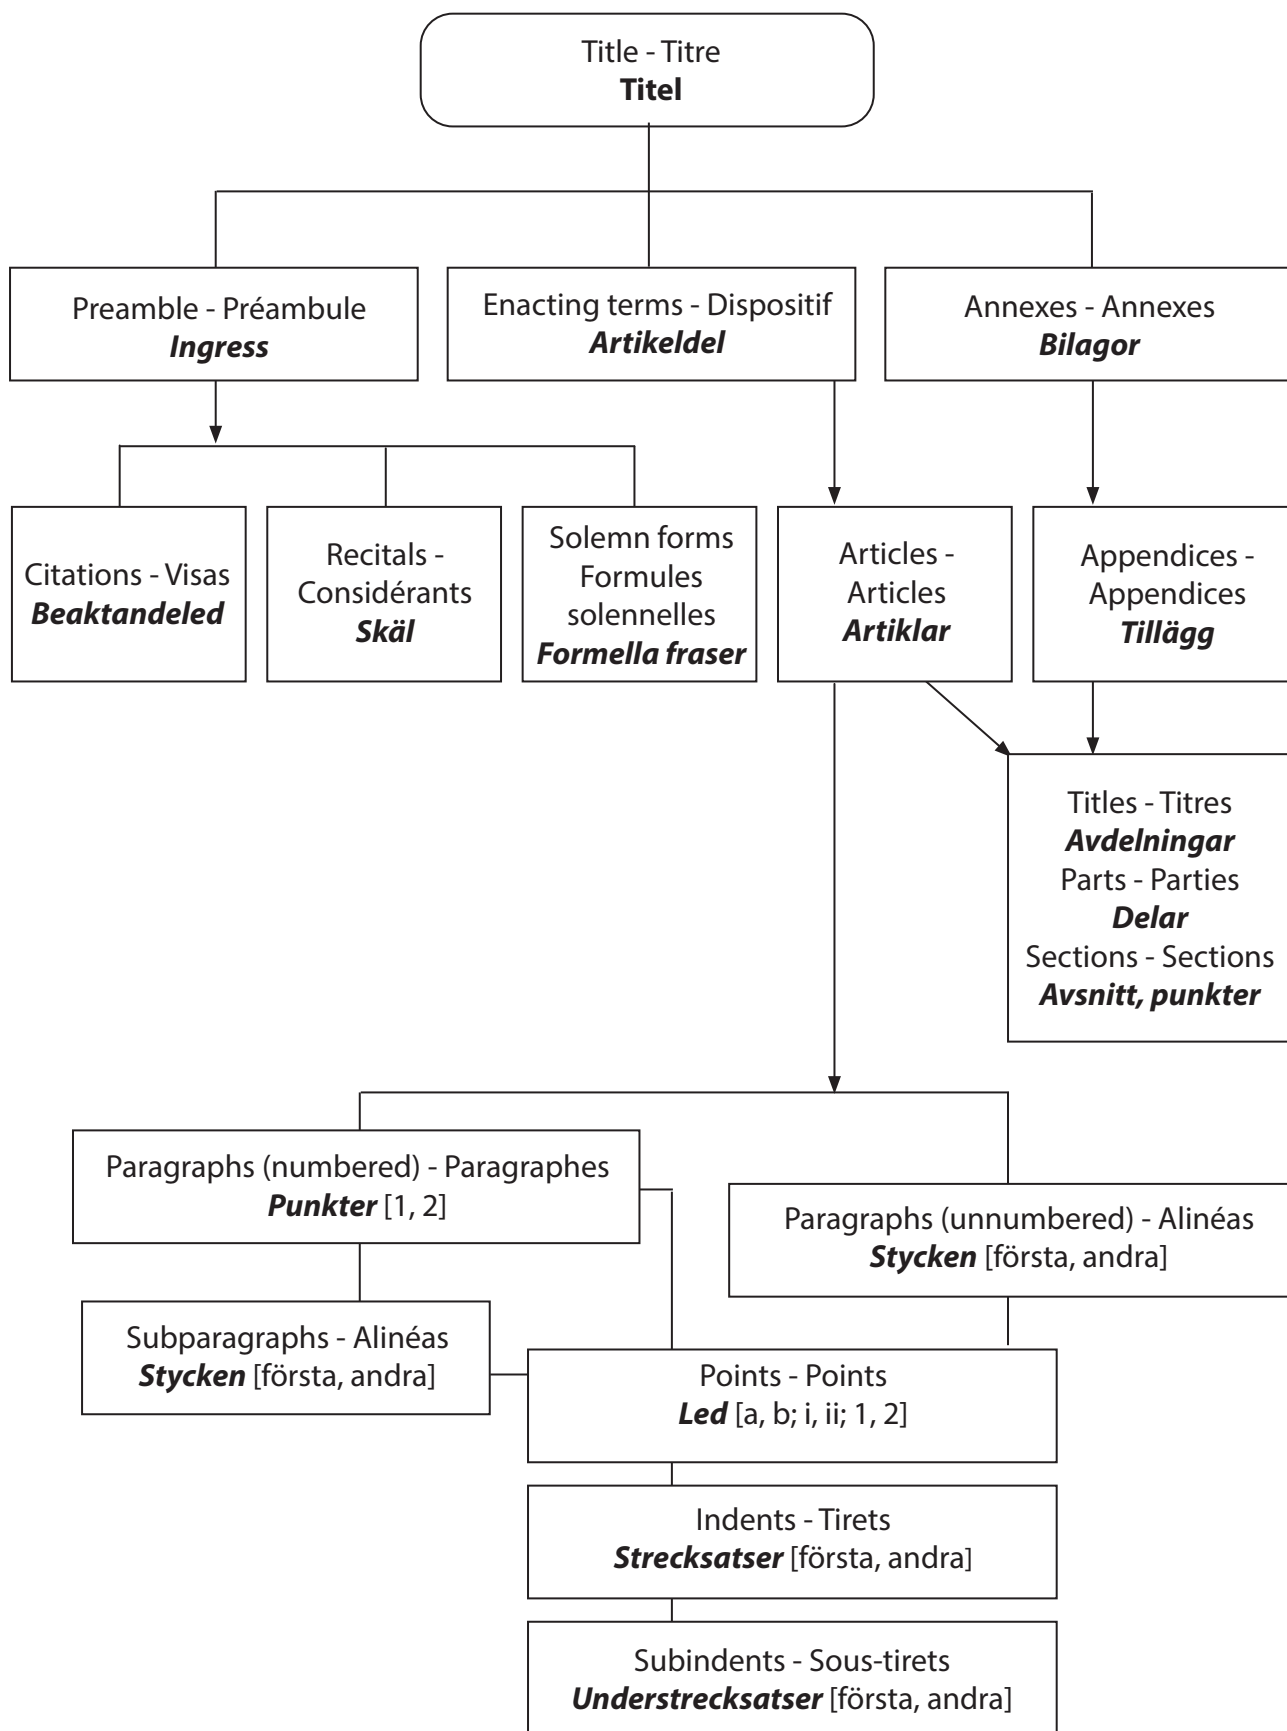 Title - Titre
Titel
Preamble - Préambule
Ingress
Enacting terms - Dispositif
Artikeldel
Annexes - Annexes
Bilagor
Citations - Visas
Beaktandeled
Recitals -
Considérants
Skäl
Solemn forms
Formules
solennelles
Formella fraser
Articles -
Articles
Artiklar
Appendices -
Appendices
Tillägg
Titles - Titres
Avdelningar
Parts - Parties
Delar
Sections - Sections
Avsnitt, punkter
Paragraphs (numbered) - Paragraphes
Punkter [1, 2]
Paragraphs (unnumbered) - Alinéas
Stycken [första, andra]
Subparagraphs - Alinéas
Stycken [första, andra]
Points - Points
Led [a, b; i, ii; 1, 2]
Indents - Tirets
Strecksatser [första, andra]
Subindents - Sous-tirets
Understrecksatser [första, andra]